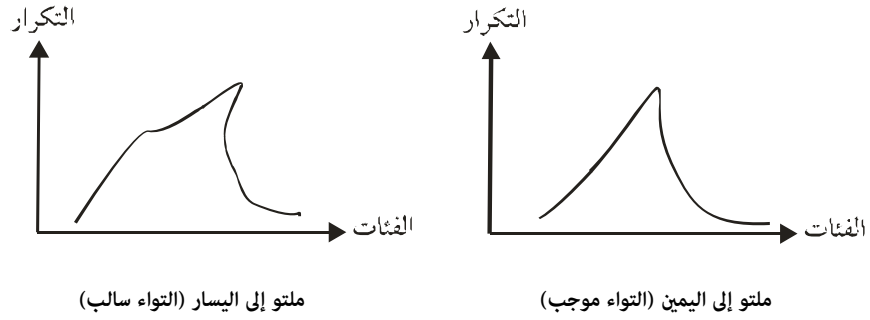 التكرار
التكرار
الفئات
الفئات
ملتو إلى اليمين (التواء موجب)
ملتو إلى اليسار (التواء سالب)